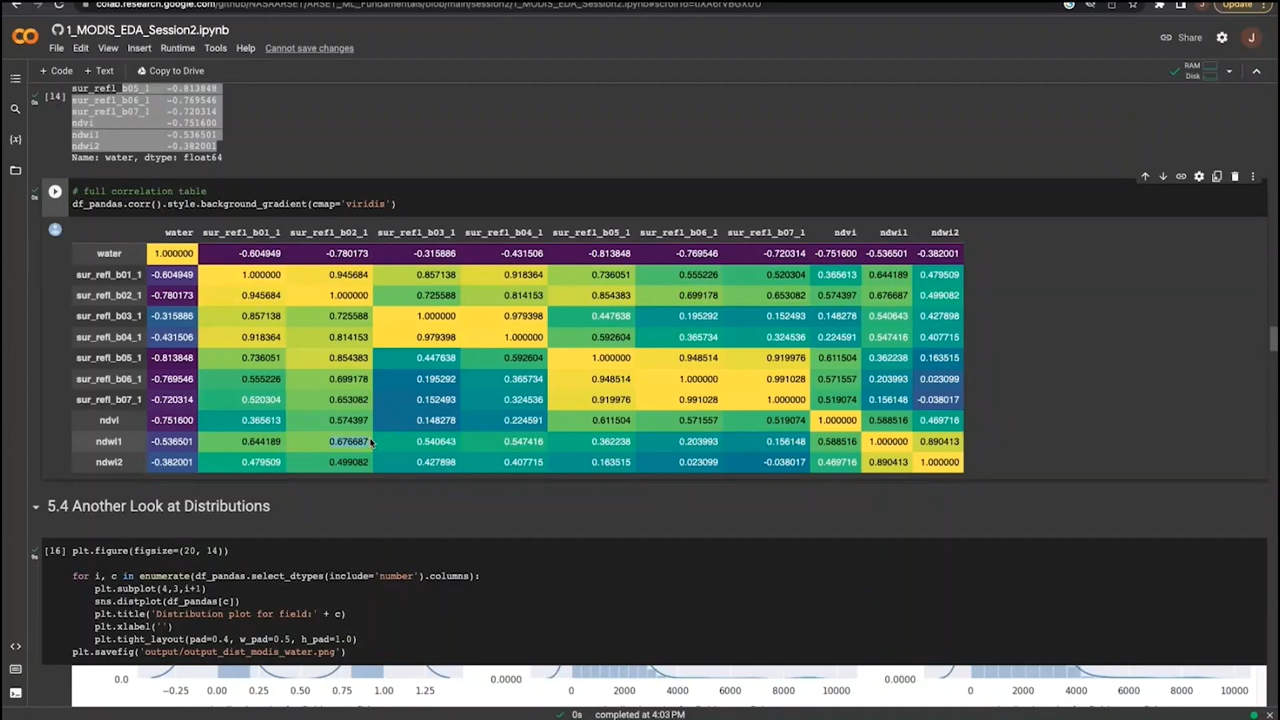 1_MODIS_EDA_Session2.ipynb
File Edit View Insert Runtime Tools Help Cannot save changes
Share
J
+ Code + Text Copy to Drive
RAM
Disk
[14]
sur_refl_b05_1 -0.813848
sur_refl_b06_1 -0.769546
sur_refl_b07_1 -0.720314
ndvi -0.751600
ndwi1 -0.536501
ndwi2 -0.382001
Name: water, dtype: float64
# full correlation table
df_pandas.corr().style.background_gradient(cmap='viridis')
water sur_refl_b01_1 sur_refl_b02_1 sur_refl_b03_1 sur_refl_b04_1 sur_refl_b05_1 sur_refl_b06_1 sur_refl_b07_1 ndvi ndwi1 ndwi2
water 1.000000 -0.604949 -0.780173 -0.315886 -0.431506 -0.813848 -0.769546 -0.720314 -0.751600 -0.536501 -0.382001
sur_refl_b01_1 -0.604949 1.000000 0.945684 0.857138 0.918364 0.736051 0.555226 0.520304 0.365613 0.644189 0.479509
sur_refl_b02_1 -0.780173 0.945684 1.000000 0.725588 0.814153 0.854383 0.699178 0.653082 0.574397 0.676687 0.499082
sur_refl_b03_1 -0.315886 0.857138 0.725588 1.000000 0.979398 0.447638 0.195292 0.152493 0.148278 0.540643 0.427898
sur_refl_b04_1 -0.431506 0.918364 0.814153 0.979398 1.000000 0.592604 0.365734 0.324536 0.224591 0.547416 0.407715
sur_refl_b05_1 -0.813848 0.736051 0.854383 0.447638 0.592604 1.000000 0.948514 0.919976 0.611504 0.362238 0.163515
sur_refl_b06_1 -0.769546 0.555226 0.699178 0.195292 0.365734 0.948514 1.000000 0.991028 0.571557 0.203993 0.023099
sur_refl_b07_1 -0.720314 0.520304 0.653082 0.152493 0.324536 0.919976 0.991028 1.000000 0.519074 0.156148 -0.038017
ndvi -0.751600 0.365613 0.574397 0.148278 0.224591 0.611504 0.571557 0.519074 1.000000 0.588516 0.469716
ndwi1 -0.536501 0.644189 0.676687 0.540643 0.547416 0.362238 0.203993 0.156148 0.588516 1.000000 0.890413
ndwi2 -0.382001 0.479509 0.499082 0.427898 0.407715 0.163515 0.023099 -0.038017 0.469716 0.890413 1.000000
5.4 Another Look at Distributions
[16] plt.figure(figsize=(20, 14))
for i, c in enumerate(df_pandas.select_dtypes(include='number').columns):
plt.subplot(4,3,i+1)
sns.distplot(df_pandas[c])
plt.title('Distribution plot for field:' + c)
plt.xlabel('')
plt.tight_layout(pad=0.4, w_pad=0.5, h_pad=1.0)
plt.savefig('output/output_dist_modis_water.png')
0.0 0.0000 0.0000
−0.25 0.00 0.25 0.50 0.75 1.00 1.25 0 2000 4000 6000 8000 10000 0 2000 4000 6000 8000 10000
0s completed at 4:03 PM